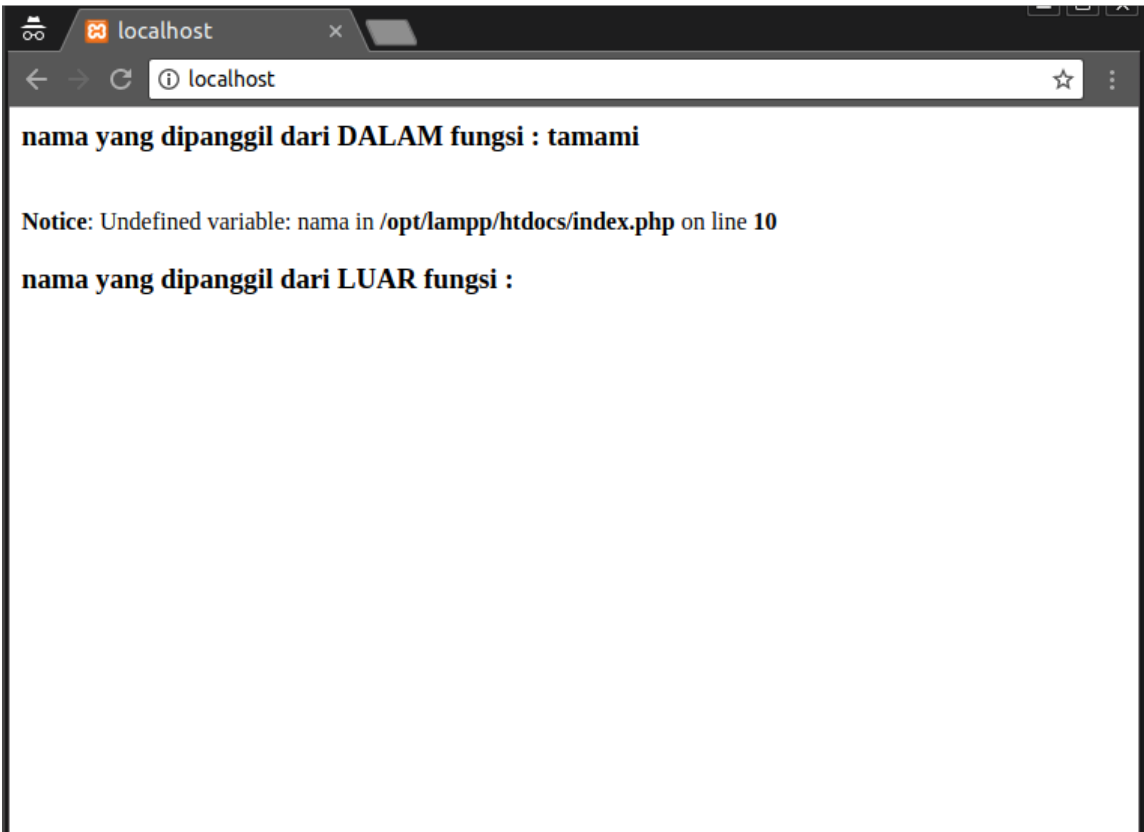 localhost
localhost
nama yang dipanggil dari DALAM fungsi : tamami
Notice: Undefined variable: nama in /opt/lampp/htdocs/index.php on line 10
nama yang dipanggil dari LUAR fungsi :